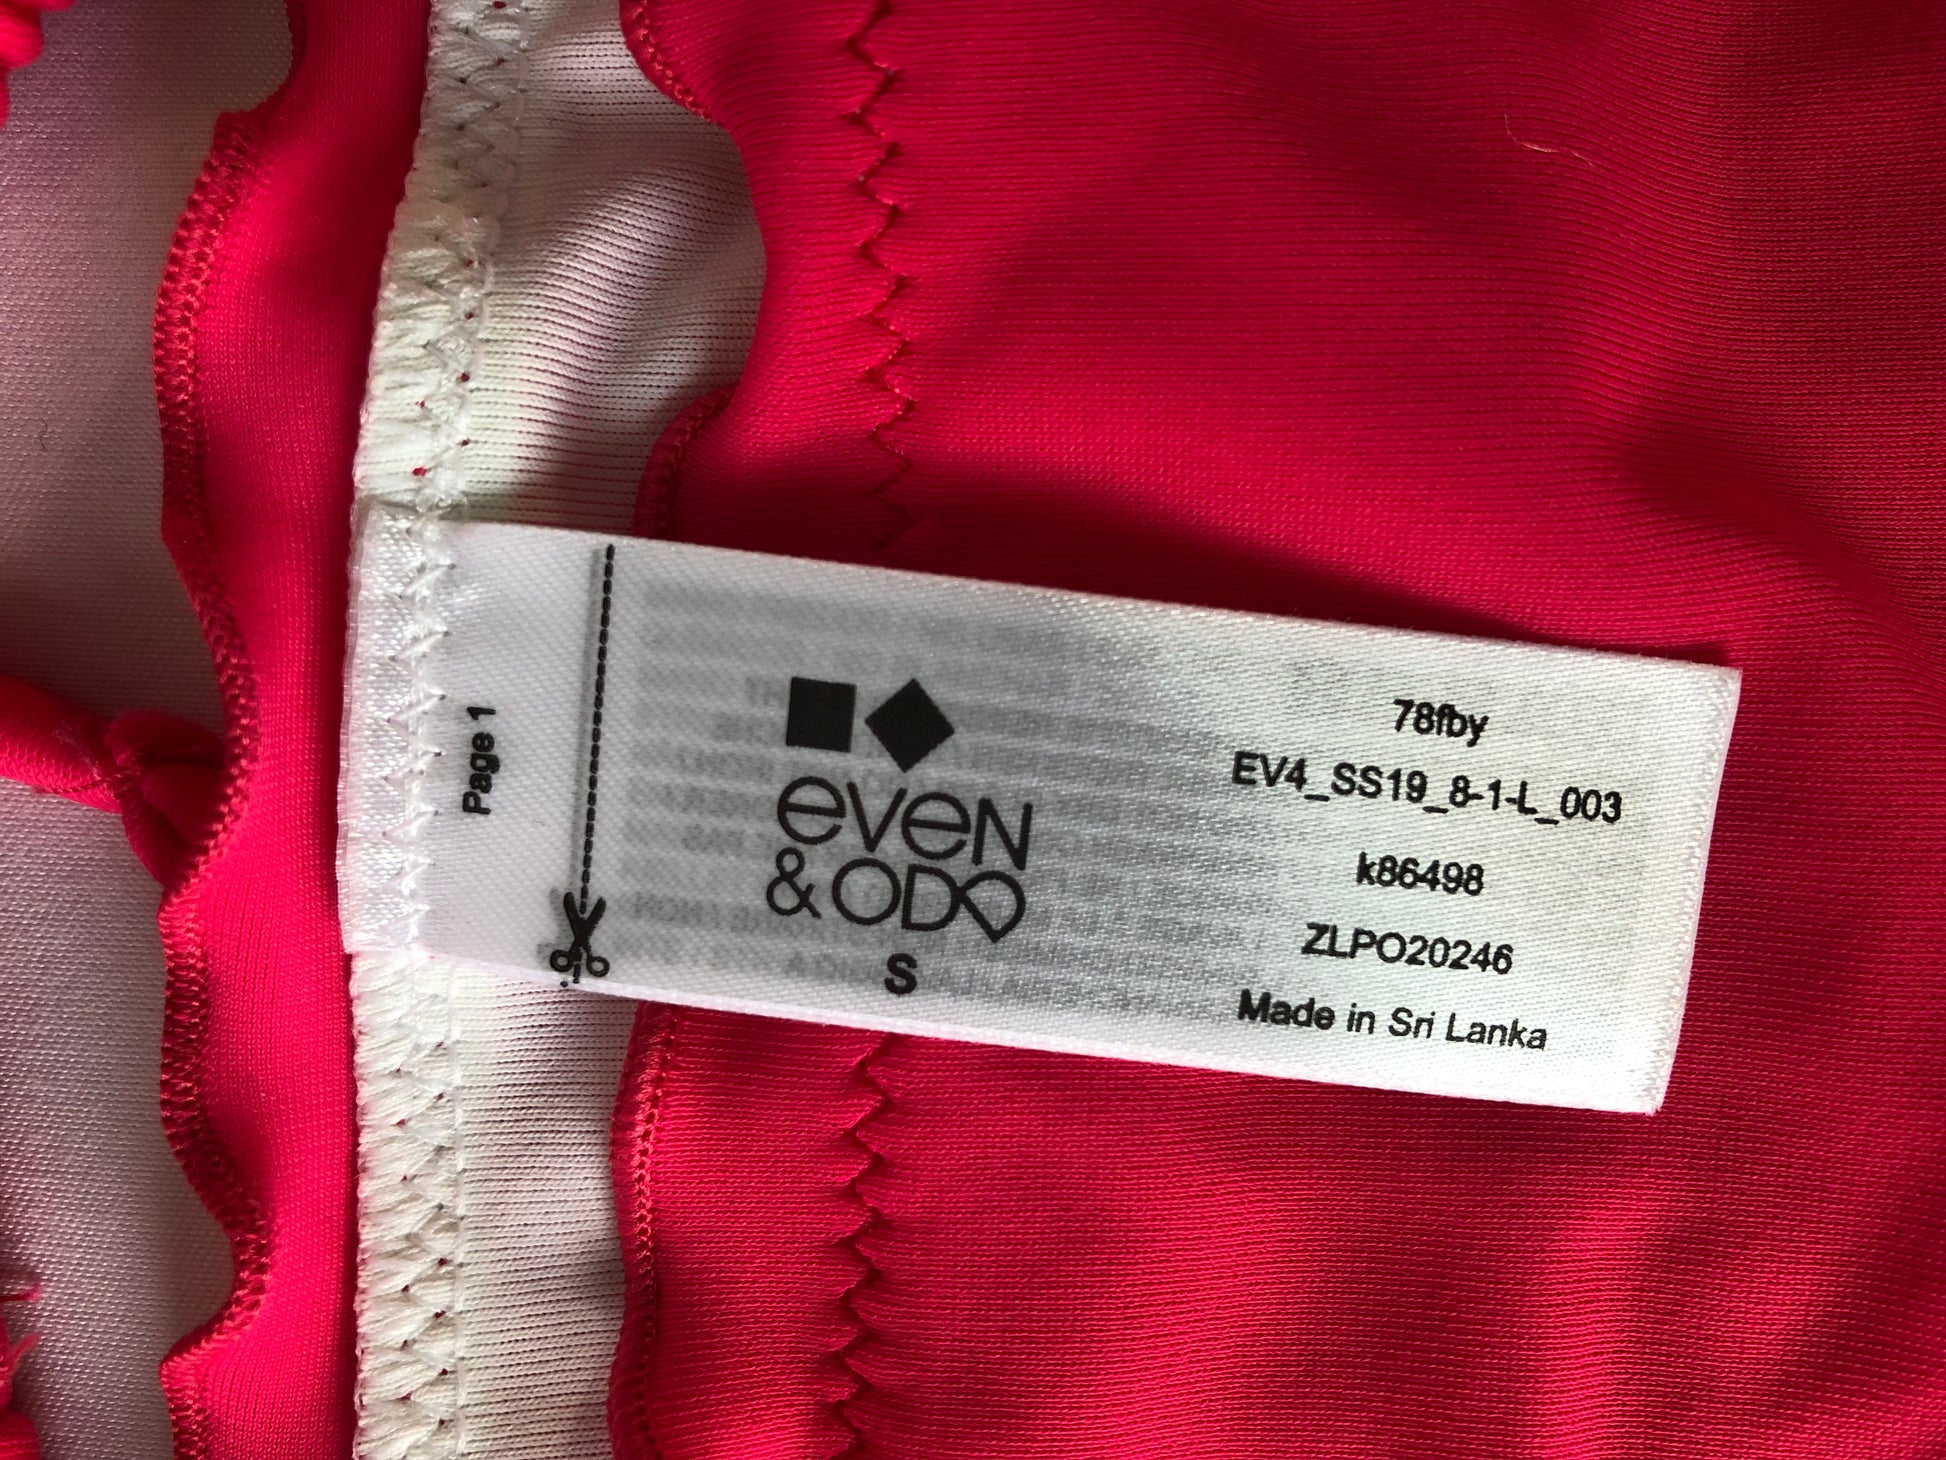 Page 1
even
& ODD
S
78fby
EV4_SS19_8-1-L_003
k86498
ZLPO20246
Made in Sri Lanka